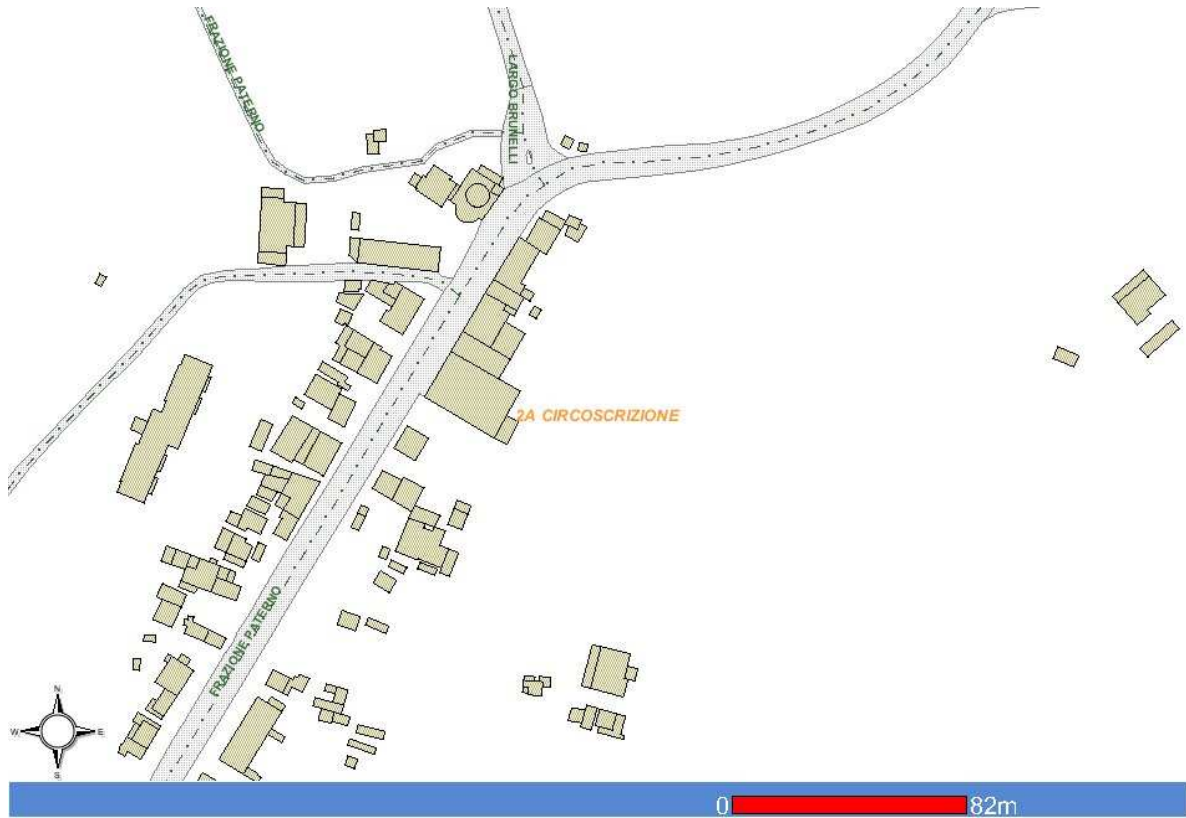 FRAZIONE PATERNO
LARGO BRUNELLI
2A CIRCOSCRIZIONE
FRAZIONE PATERNO
N
W E
S
0 82m